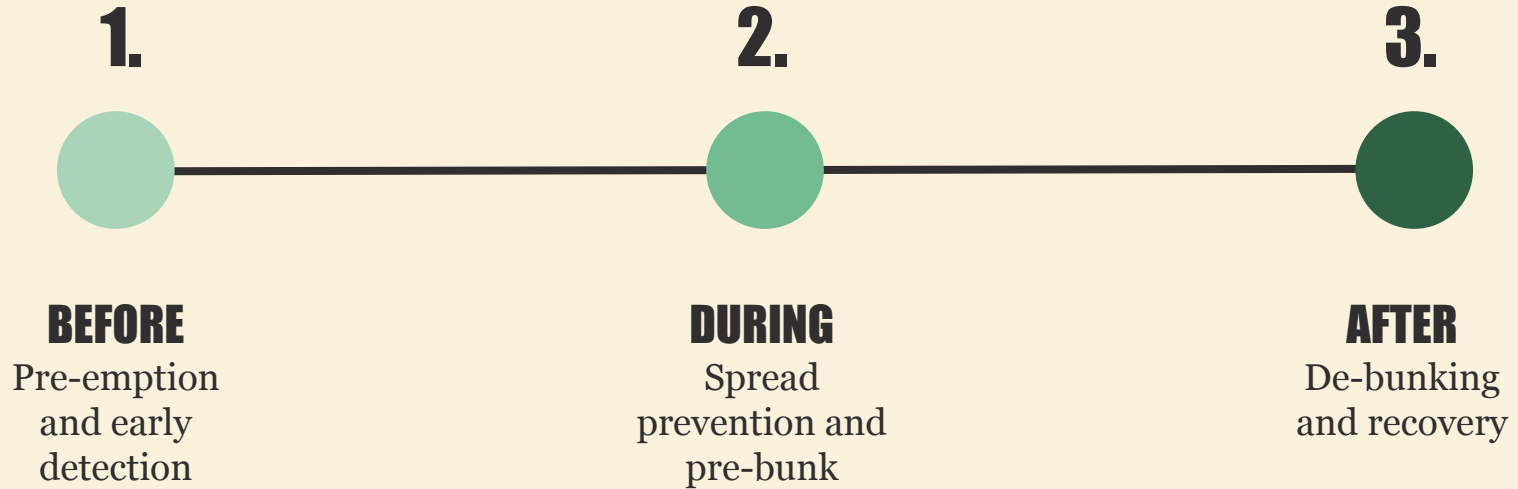 1.
2.
3.
BEFORE
Pre-emption
and early
detection
DURING
Spread
prevention and
pre-bunk
AFTER
De-bunking
and recovery